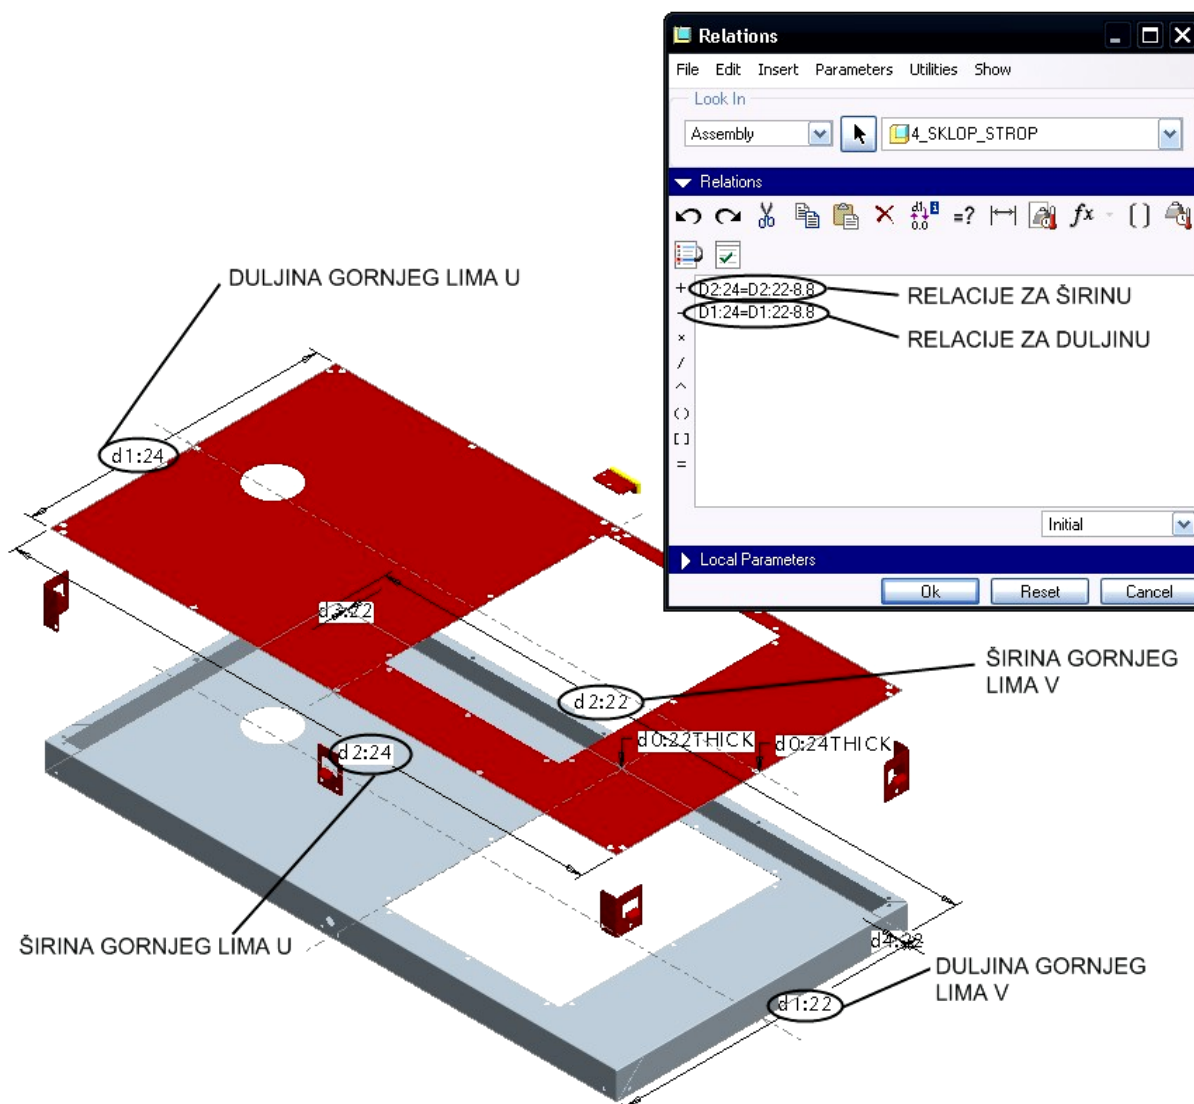 Relations
File Edit Insert Parameters Utilities Show
Look In
Assembly
4_SKLOP_STROP
Relations
D2:24=D2:22-8.8
D1:24=D1:22-8.8
RELACIJE ZA ŠIRINU
RELACIJE ZA DULJINU
Initial
Local Parameters
Ok Reset Cancel
DULJINA GORNJEG LIMA U
d1:24
d3:22
ŠIRINA GORNJEG
LIMA V
d2:22
d0:22THICK
d0:24THICK
d2:24
ŠIRINA GORNJEG LIMA U
d4:22
DULJINA GORNJEG
LIMA V
d1:22